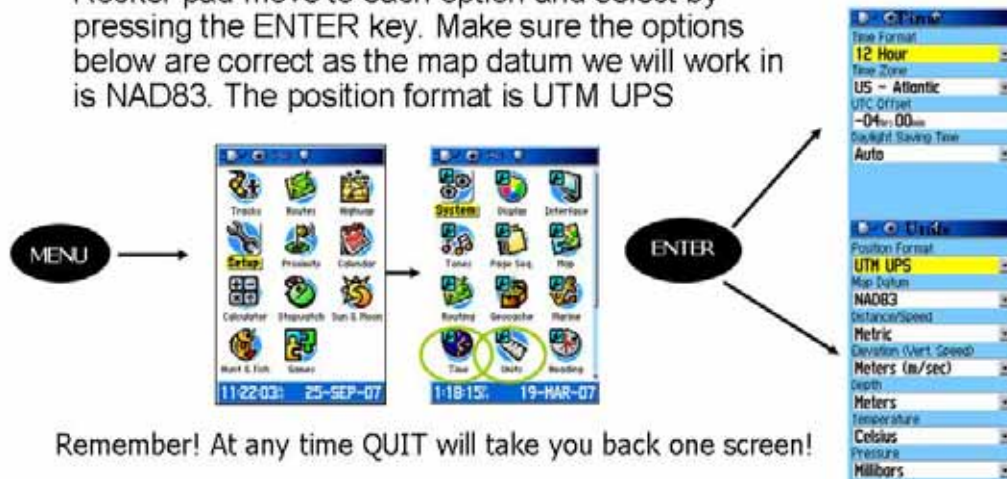 Rocker pad move to each option and select by
pressing the ENTER key. Make sure the options
below are correct as the map datum we will work in
is NAD83. The position format is UTM UPS
MENU
Tracks Routes Highway
Setup Proximity Calendar
Calculator Stopwatch Sun & Moon
Hunt & Fish Games
11:22:03 25-SEP-07
System Display Interface
Tones Page Seq Map
Routing Geocache Marine
Time Units Heading
1:18:15 19-MAR-07
ENTER
Time
Time Format
12 Hour
Time Zone
US - Atlantic
UTC Offset
-04hrs 00min
Daylight Saving Time
Auto
Units
Position Format
UTM UPS
Map Datum
NAD83
Distance/Speed
Metric
Elevation (Vert. Speed)
Meters (m/sec)
Depth
Meters
Temperature
Celsius
Pressure
Millibars
Remember! At any time QUIT will take you back one screen!